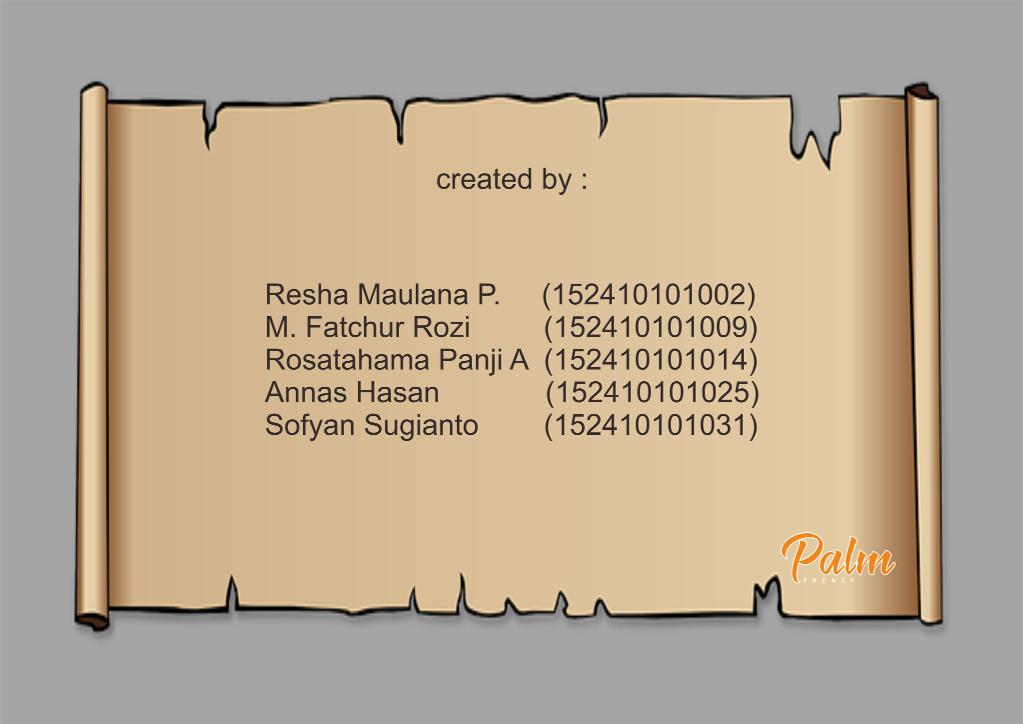 created by :
Resha Maulana P. (152410101002)
M. Fatchur Rozi (152410101009)
Rosatahama Panji A (152410101014)
Annas Hasan (152410101025)
Sofyan Sugianto (152410101031)
Palm
FRENZY